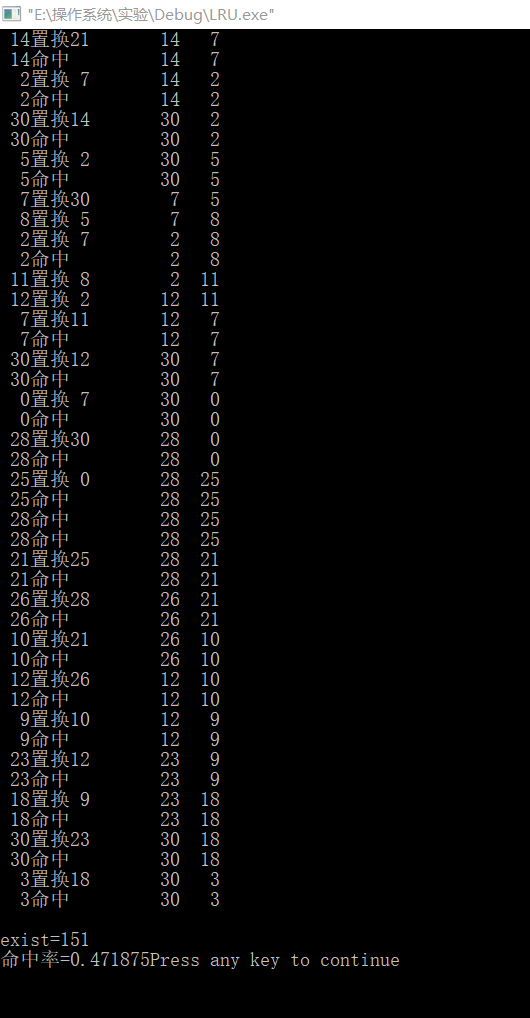 "E:\操作系统\实验\Debug\LRU.exe"
14置换21 14 7
14命中 14 7
2置换 7 14 2
2命中 14 2
30置换14 30 2
30命中 30 2
5置换 2 30 5
5命中 30 5
7置换30 7 5
8置换 5 7 8
2置换 7 2 8
2命中 2 8
11置换 8 2 11
12置换 2 12 11
7置换11 12 7
7命中 12 7
30置换12 30 7
30命中 30 7
0置换 7 30 0
0命中 30 0
28置换30 28 0
28命中 28 0
25置换 0 28 25
25命中 28 25
28命中 28 25
28命中 28 25
21置换25 28 21
21命中 28 21
26置换28 26 21
26命中 26 21
10置换21 26 10
10命中 26 10
12置换26 12 10
12命中 12 10
9置换10 12 9
9命中 12 9
23置换12 23 9
23命中 23 9
18置换 9 23 18
18命中 23 18
30置换23 30 18
30命中 30 18
3置换18 30 3
3命中 30 3
exist=151
命中率=0.471875Press any key to continue